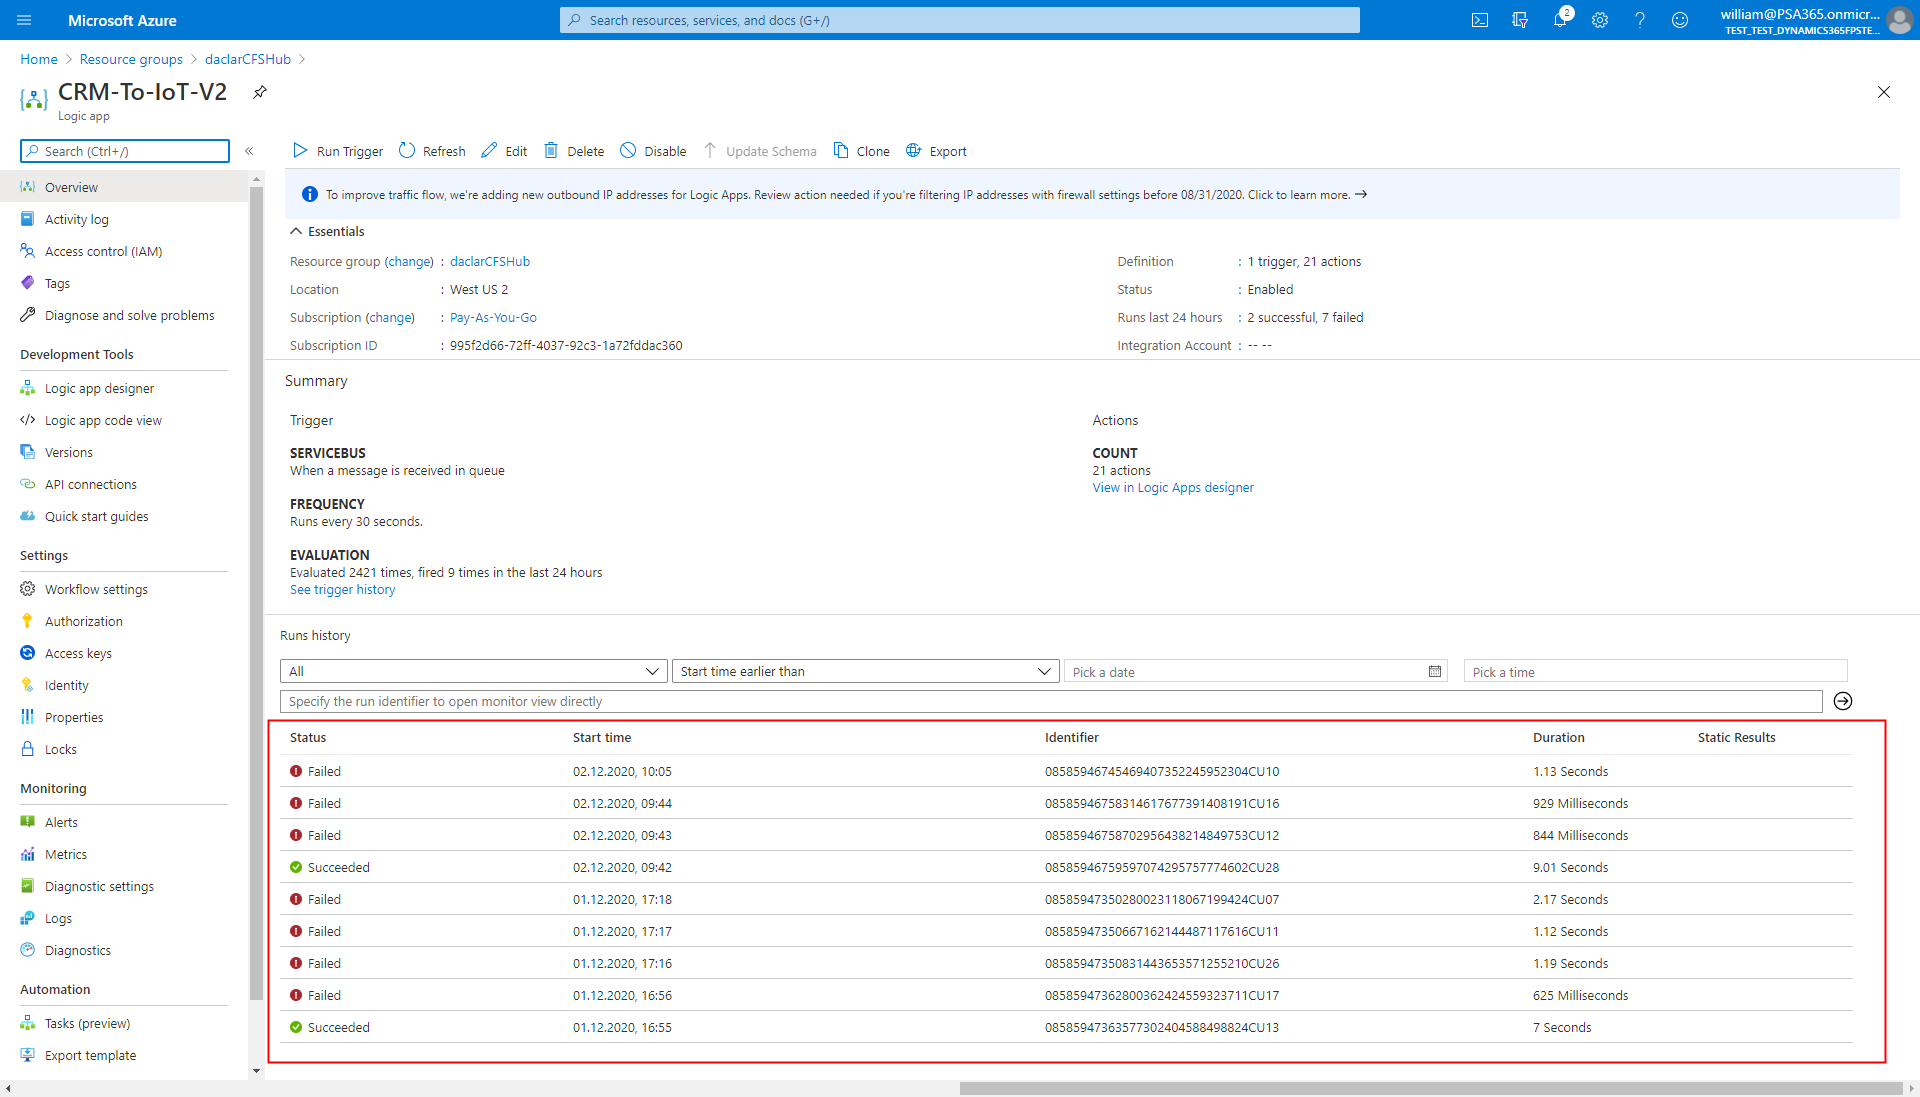 Microsoft Azure
Search resources, services, and docs (G+/)
2
william@PSA365.onmicr...
TEST_TEST_DYNAMICS365FPSTE...
Home > Resource groups > daclarCFSHub >
CRM-To-IoT-V2
Logic app
Search (Ctrl+/)
«
Overview
Activity log
Access control (IAM)
Tags
Diagnose and solve problems
Development Tools
Logic app designer
Logic app code view
Versions
API connections
Quick start guides
Settings
Workflow settings
Authorization
Access keys
Identity
Properties
Locks
Monitoring
Alerts
Metrics
Diagnostic settings
Logs
Diagnostics
Automation
Tasks (preview)
Export template
Run Trigger Refresh Edit Delete Disable Update Schema Clone Export
To improve traffic flow, we're adding new outbound IP addresses for Logic Apps. Review action needed if you're filtering IP addresses with firewall settings before 08/31/2020. Click to learn more. →
Essentials
Resource group (change) : daclarCFSHub
Location : West US 2
Subscription (change) : Pay-As-You-Go
Subscription ID : 995f2d66-72ff-4037-92c3-1a72fddac360
Definition : 1 trigger, 21 actions
Status : Enabled
Runs last 24 hours : 2 successful, 7 failed
Integration Account : -- --
Summary
Trigger
SERVICEBUS
When a message is received in queue
FREQUENCY
Runs every 30 seconds.
EVALUATION
Evaluated 2421 times, fired 9 times in the last 24 hours
See trigger history
Actions
COUNT
21 actions
View in Logic Apps designer
Runs history
All Start time earlier than Pick a date Pick a time
Specify the run identifier to open monitor view directly
Status Start time Identifier Duration Static Results
Failed 02.12.2020, 10:05 08585946745469407352245952304CU10 1.13 Seconds
Failed 02.12.2020, 09:44 08585946758314617677391408191CU16 929 Milliseconds
Failed 02.12.2020, 09:43 08585946758702956438214849753CU12 844 Milliseconds
Succeeded 02.12.2020, 09:42 08585946759597074295757774602CU28 9.01 Seconds
Failed 01.12.2020, 17:18 08585947350280023118067199424CU07 2.17 Seconds
Failed 01.12.2020, 17:17 08585947350667162144487117616CU11 1.12 Seconds
Failed 01.12.2020, 17:16 08585947350831443653571255210CU26 1.19 Seconds
Failed 01.12.2020, 16:56 08585947362800362424559323711CU17 625 Milliseconds
Succeeded 01.12.2020, 16:55 08585947363577302404588498824CU13 7 Seconds